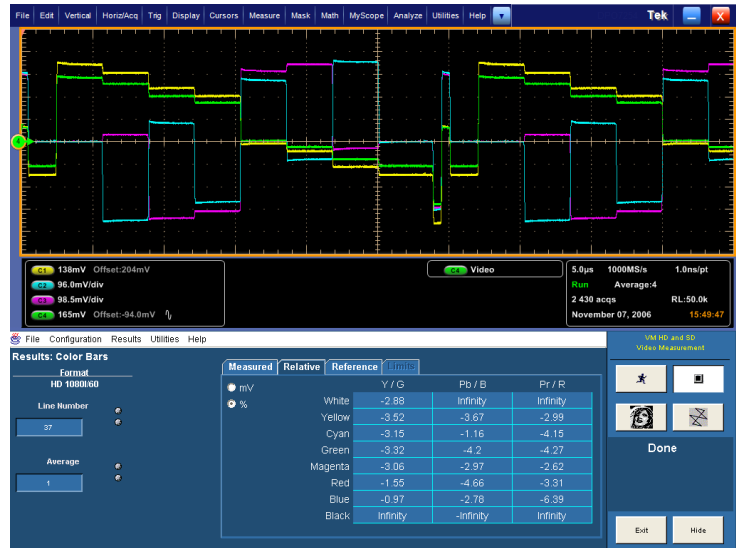 File Edit Vertical Horiz/Acq Trig Display Cursors Measure Mask Math MyScope Analyze Utilities Help Tek X
4
C1 138mV Offset:204mV
C2 96.0mV/div
C3 98.5mV/div
C4 165mV Offset:-94.0mV
C4 Video
5.0µs 1000MS/s 1.0ns/pt
Run Average:4
2 430 acqs RL:50.0k
November 07, 2006 15:49:47
File Configuration Results Utilities Help
Results: Color Bars
Format
HD 1080I/60
Line Number
37
Average
1
Measured Relative Reference Limits
mV
%
Y / G Pb / B Pr / R
White -2.88 Infinity Infinity
Yellow -3.52 -3.67 -2.99
Cyan -3.15 -1.16 -4.15
Green -3.32 -4.2 -4.27
Magenta -3.06 -2.97 -2.62
Red -1.55 -4.66 -3.31
Blue -0.97 -2.78 -6.39
Black Infinity -Infinity Infinity
VM HD and SD
Video Measurement
Done
Exit Hide